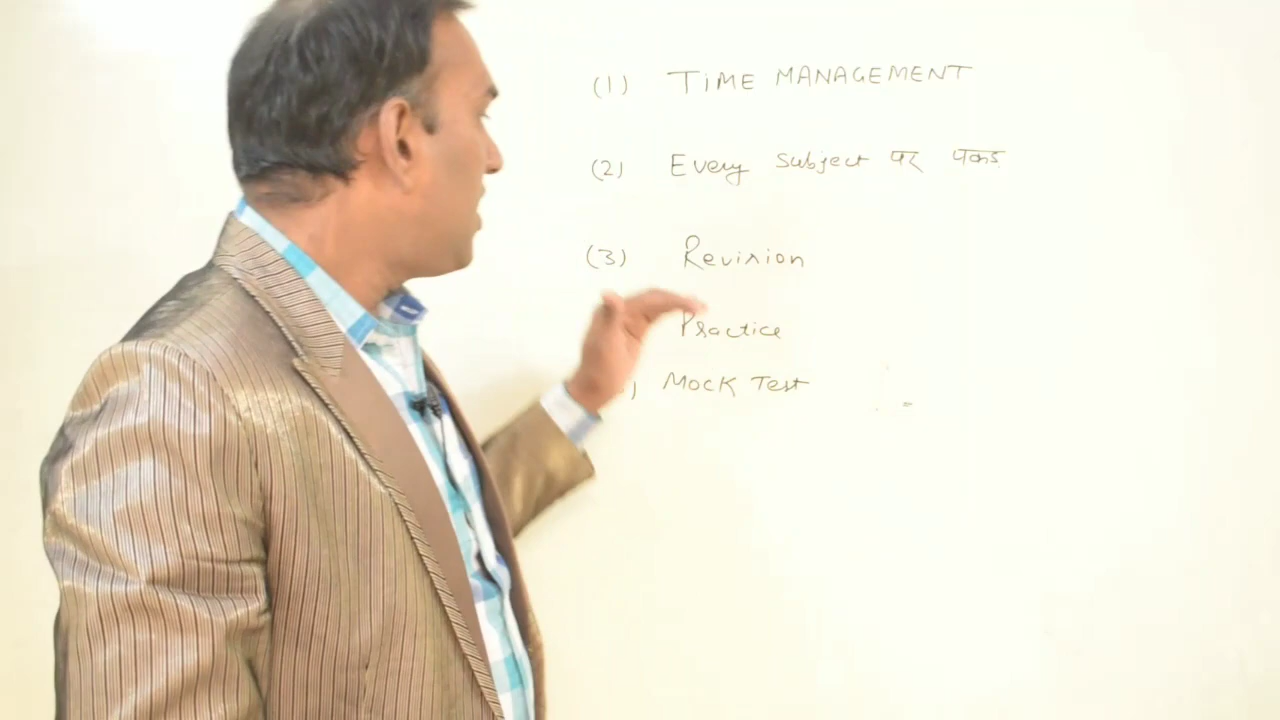 (1) TIME MANAGEMENT
(2) Every Subject पर पकड़
(3) Revision
Practice
) MOCK Test